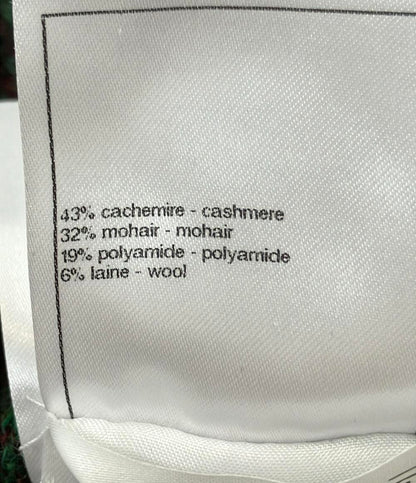 43% cachemire - cashmere
32% mohair - mohair
19% polyamide - polyamide
6% laine - wool